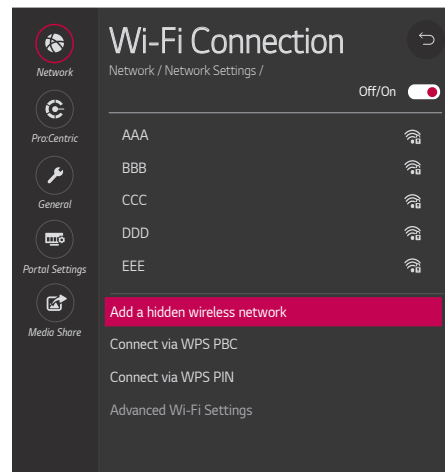 Network
Pro:Centric
General
Portal Settings
Media Share
Wi-Fi Connection
Network / Network Settings /
Off/On
AAA
BBB
CCC
DDD
EEE
Add a hidden wireless network
Connect via WPS PBC
Connect via WPS PIN
Advanced Wi-Fi Settings